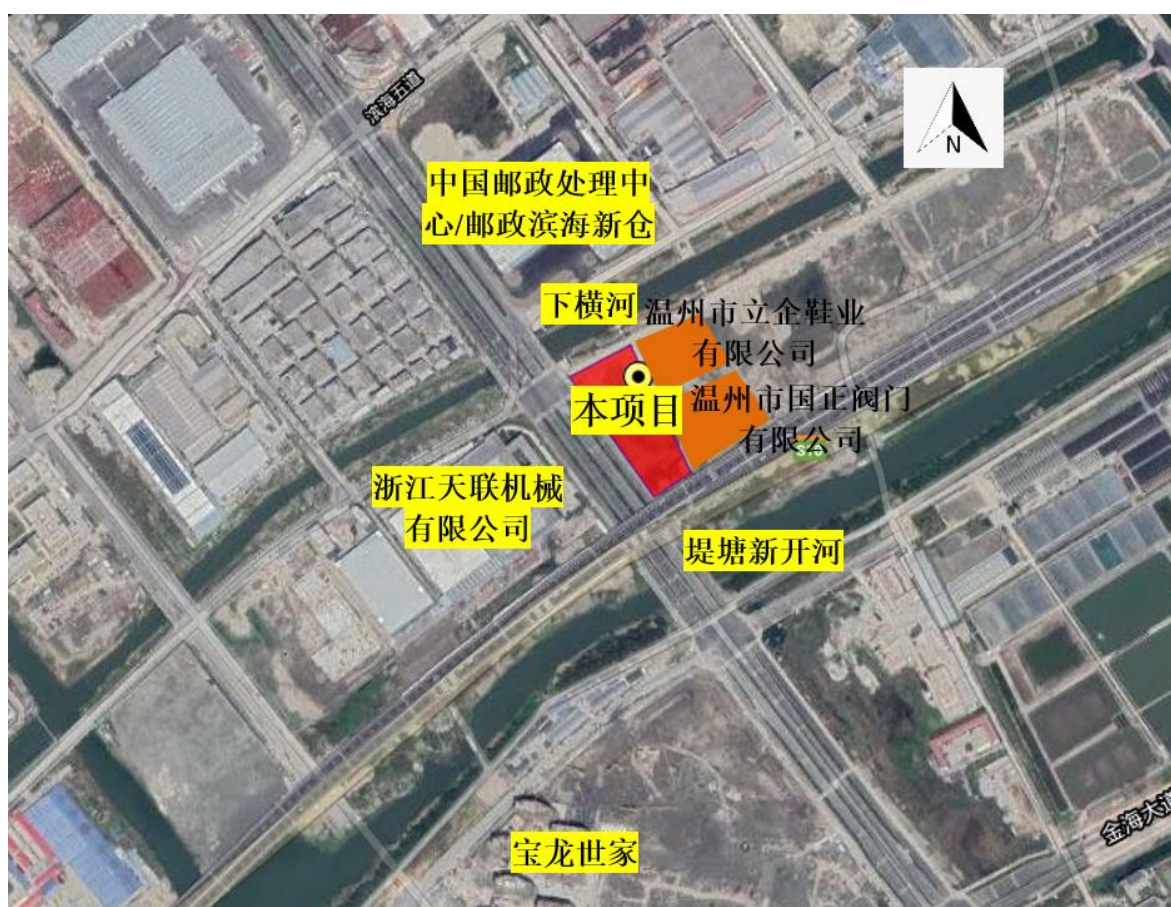 滨海五道
N
中国邮政处理中
心/邮政滨海新仓
下横河
温州市立企鞋业
有限公司
本项目
温州市国正阀门
有限公司
浙江天联机械
有限公司
堤塘新开河
宝龙世家
金海大道